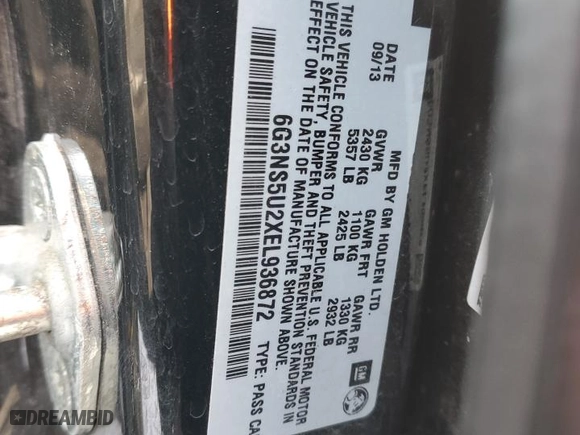 MFD BY GM HOLDEN LTD.
DATE GVWR GAWR FRT GAWR RR
09/13 2430 KG 1100 KG 1330 KG
5357 LB 2425 LB 2932 LB
THIS VEHICLE CONFORMS TO ALL APPLICABLE U.S. FEDERAL MOTOR
VEHICLE SAFETY, BUMPER AND THEFT PREVENTION STANDARDS IN
EFFECT ON THE DATE OF MANUFACTURE SHOWN ABOVE.
6G3NS5U2XEL936872 TYPE: PASS CA
GM
DREAMBID